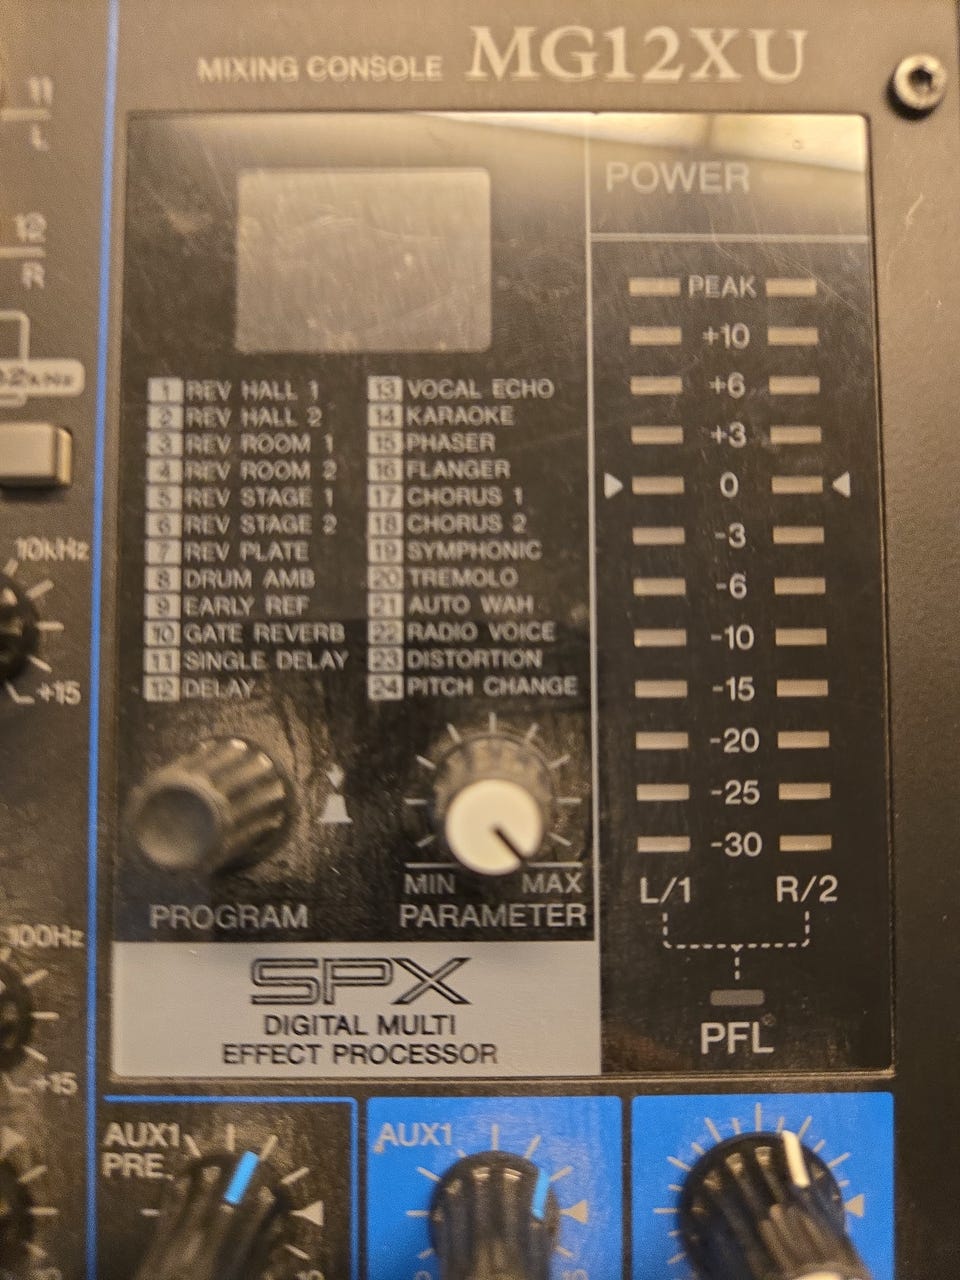 MIXING CONSOLE MG12XU
11
L
12
R
POWER
PEAK
+10
+6
+3
0
-3
-6
-10
-15
-20
-25
-30
L/1 R/2
PFL
1 REV HALL 1
2 REV HALL 2
3 REV ROOM 1
4 REV ROOM 2
5 REV STAGE 1
6 REV STAGE 2
7 REV PLATE
8 DRUM AMB
9 EARLY REF
10 GATE REVERB
11 SINGLE DELAY
12 DELAY
13 VOCAL ECHO
14 KARAOKE
15 PHASER
16 FLANGER
17 CHORUS 1
18 CHORUS 2
19 SYMPHONIC
20 TREMOLO
21 AUTO WAH
22 RADIO VOICE
23 DISTORTION
24 PITCH CHANGE
MIN MAX
PROGRAM PARAMETER
SPX
DIGITAL MULTI
EFFECT PROCESSOR
10kHz
+15
100Hz
+15
AUX1
PRE
AUX1